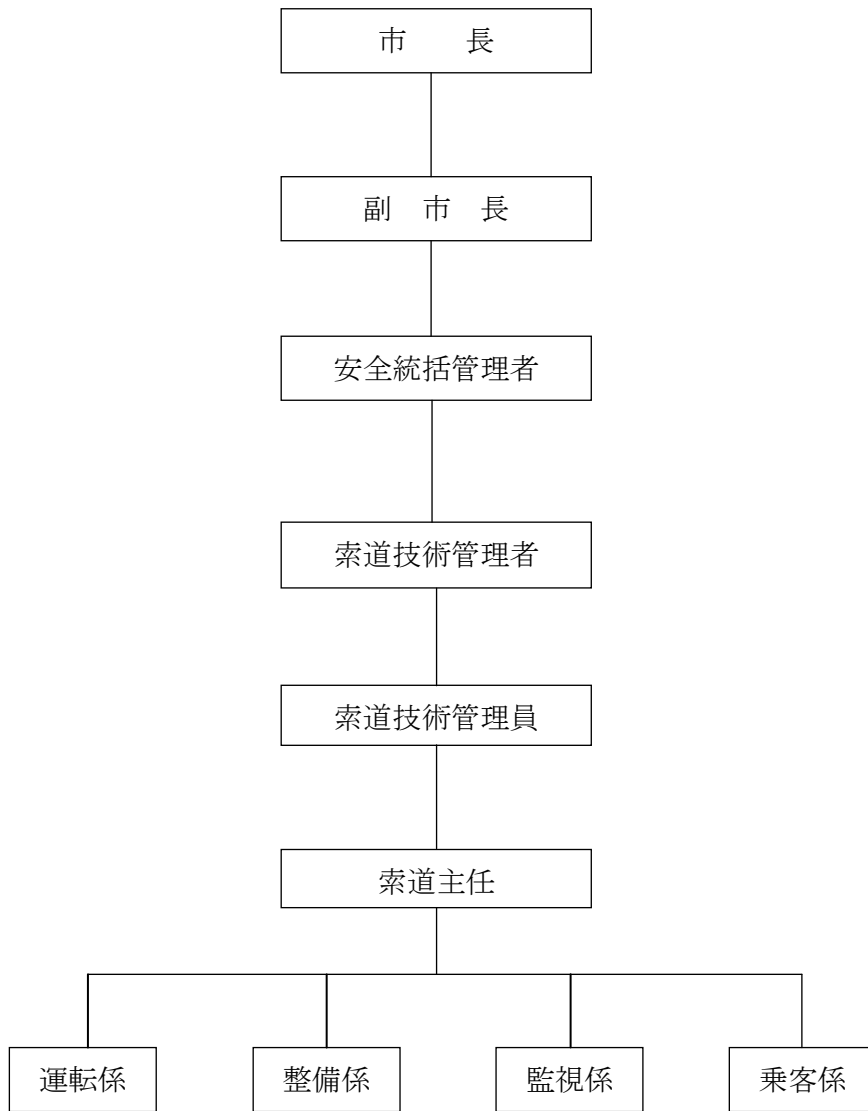 市　　長
副　市　長
安全統括管理者
索道技術管理者
索道技術管理員
索道主任
運転係
整備係
監視係
乗客係